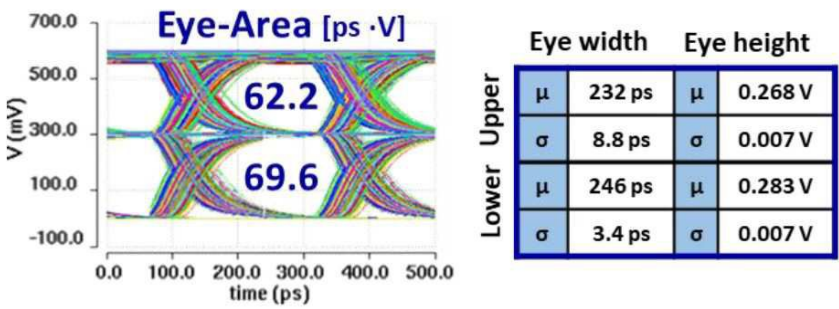 Eye-Area [ps ·V]
700.0
500.0
300.0
100.0
-100.0
V (mV)
62.2
69.6
0.0 100.0 200.0 300.0 400.0 500.0
time (ps)
Eye width Eye height
Upper
μ 232 ps μ 0.268 V
σ 8.8 ps σ 0.007 V
Lower
μ 246 ps μ 0.283 V
σ 3.4 ps σ 0.007 V